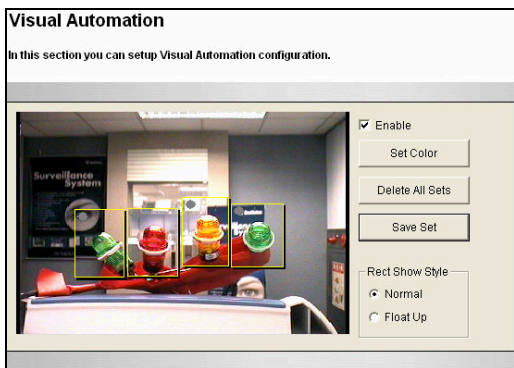 Visual Automation
In this section you can setup Visual Automation configuration.
Enable
Surveillance
System
Set Color
Delete All Sets
Save Set
Rect Show Style
Normal
Float Up